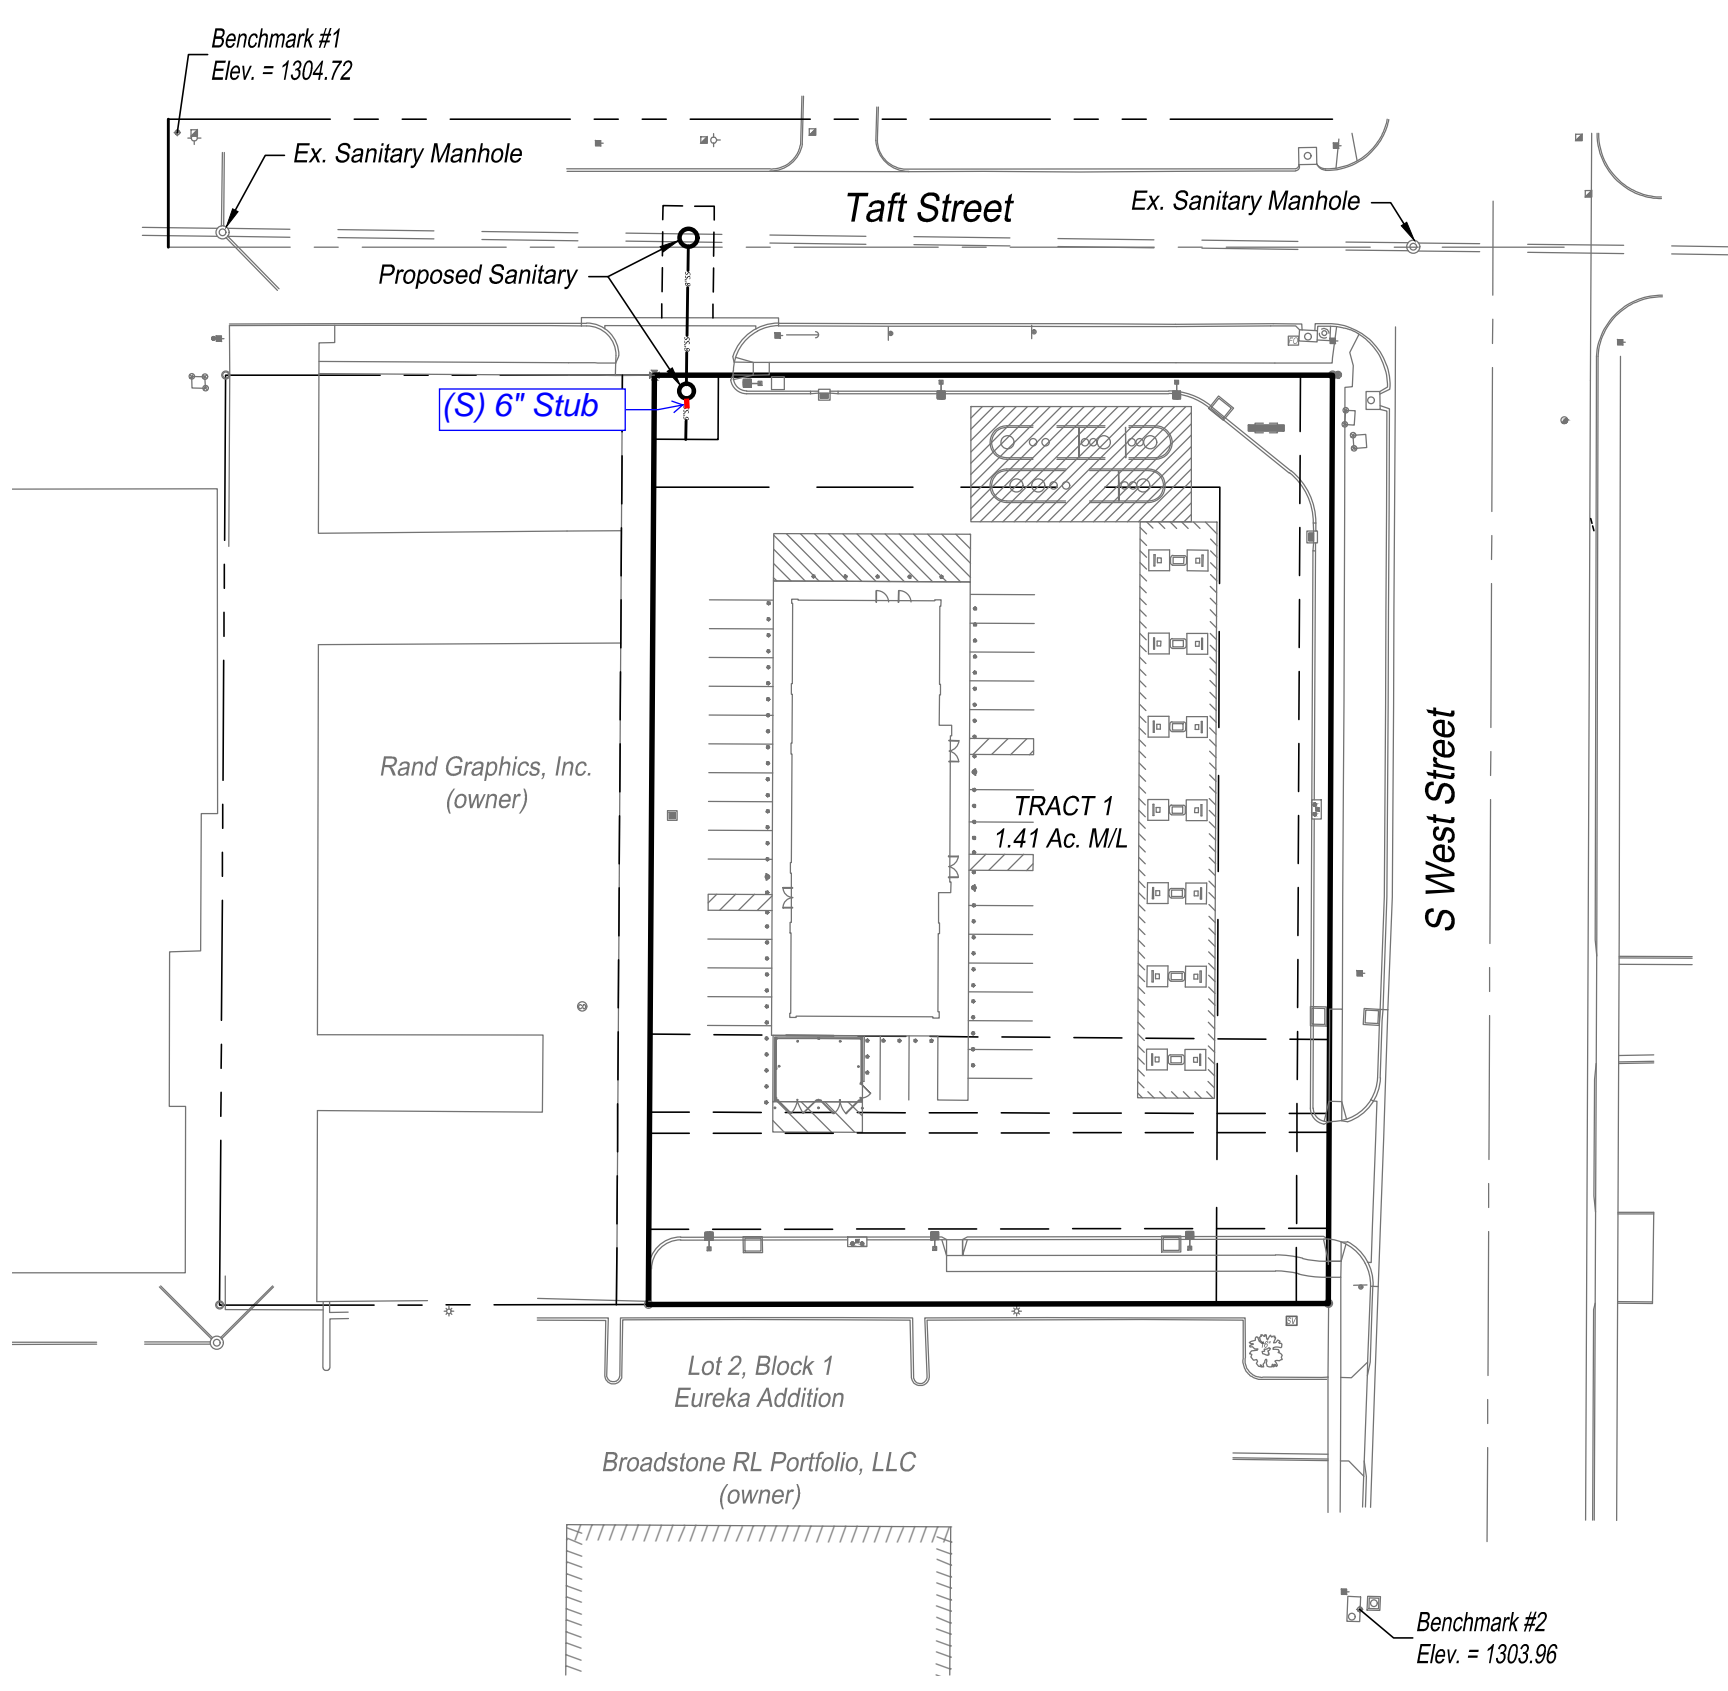 Benchmark #1
Elev. = 1304.72
Ex. Sanitary Manhole
Taft Street
Ex. Sanitary Manhole
Proposed Sanitary
(S) 6" Stub
Rand Graphics, Inc.
(owner)
TRACT 1
1.41 Ac. M/L
S West Street
Lot 2, Block 1
Eureka Addition
Broadstone RL Portfolio, LLC
(owner)
Benchmark #2
Elev. = 1303.96